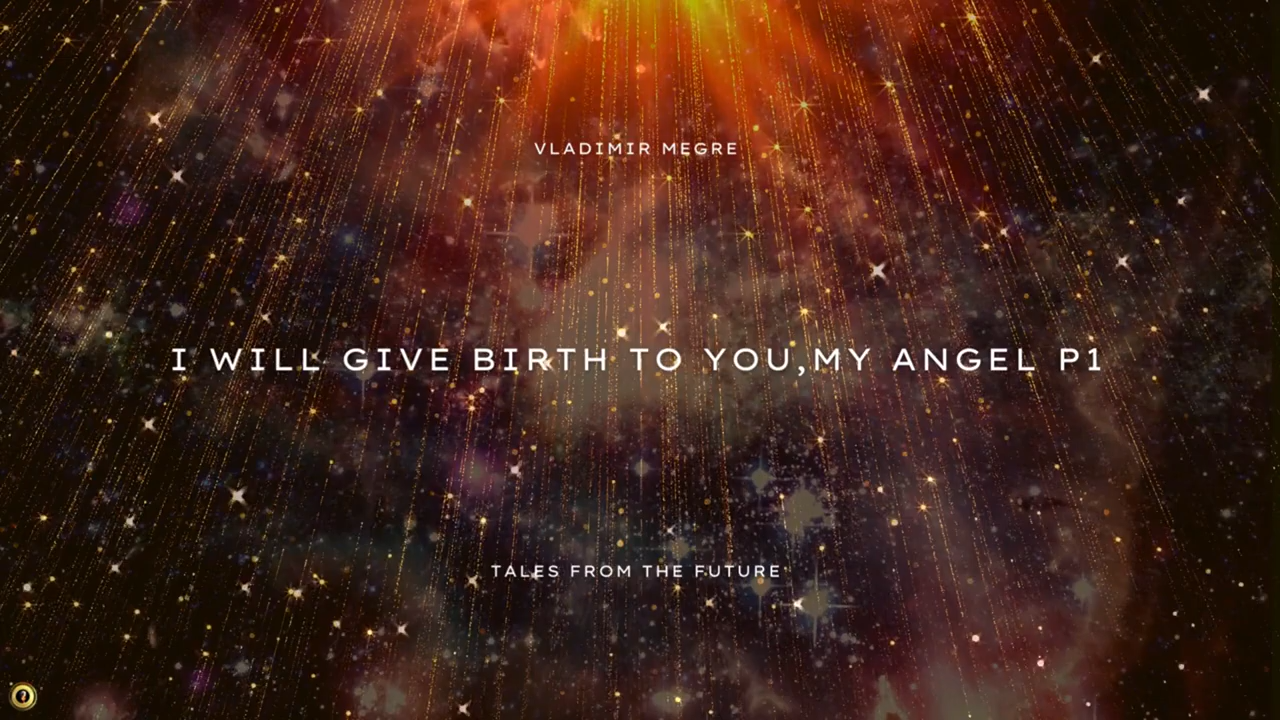 VLADIMIR MEGRE
I WILL GIVE BIRTH TO YOU,MY ANGEL P1
TALES FROM THE FUTURE